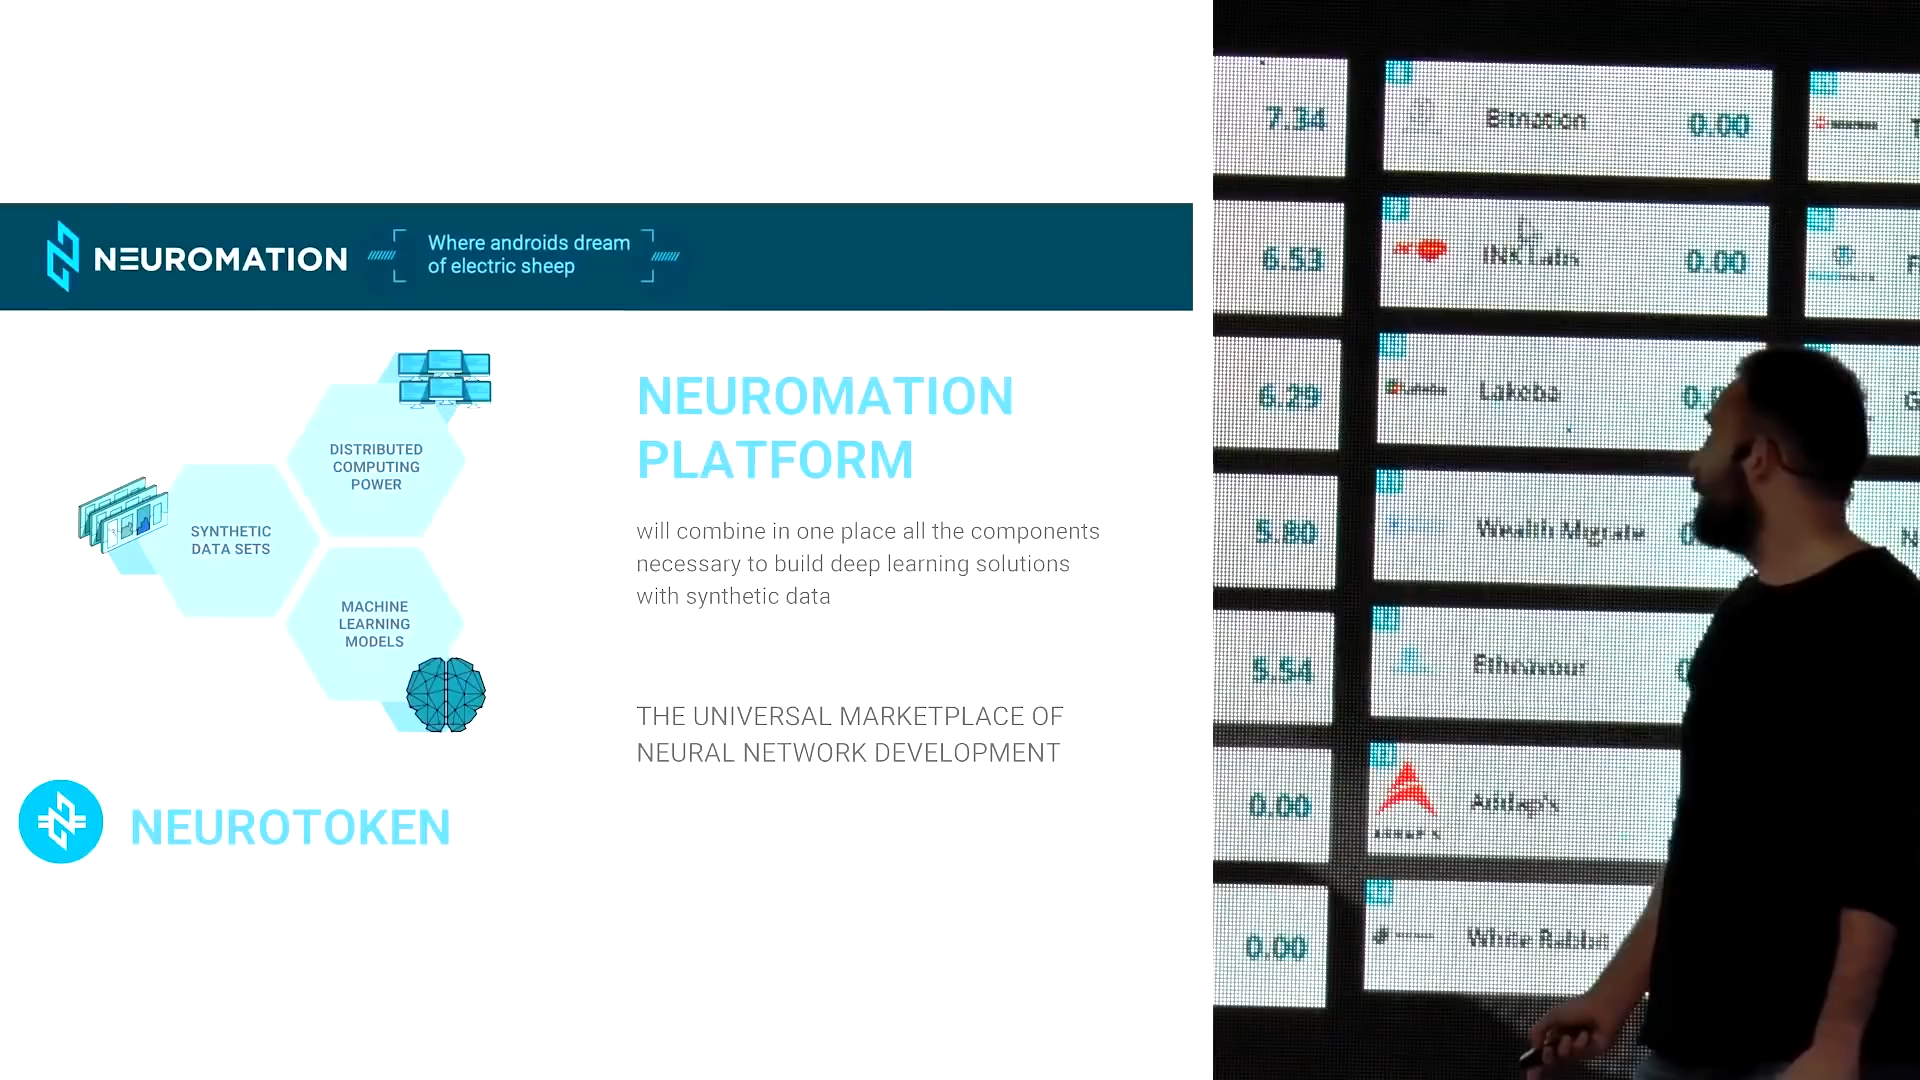 NEUROMATION
Where androids dream
of electric sheep
DISTRIBUTED
COMPUTING
POWER
SYNTHETIC
DATA SETS
MACHINE
LEARNING
MODELS
NEUROTOKEN
NEUROMATION
PLATFORM
will combine in one place all the components
necessary to build deep learning solutions
with synthetic data
THE UNIVERSAL MARKETPLACE OF
NEURAL NETWORK DEVELOPMENT
7.34
Bitnation 0.00
6.53
INK Labs 0.00
6.29
Lakeba
5.80
Wealth Migrate
5.54
Etheavour
0.00
0.00
White Rabbit